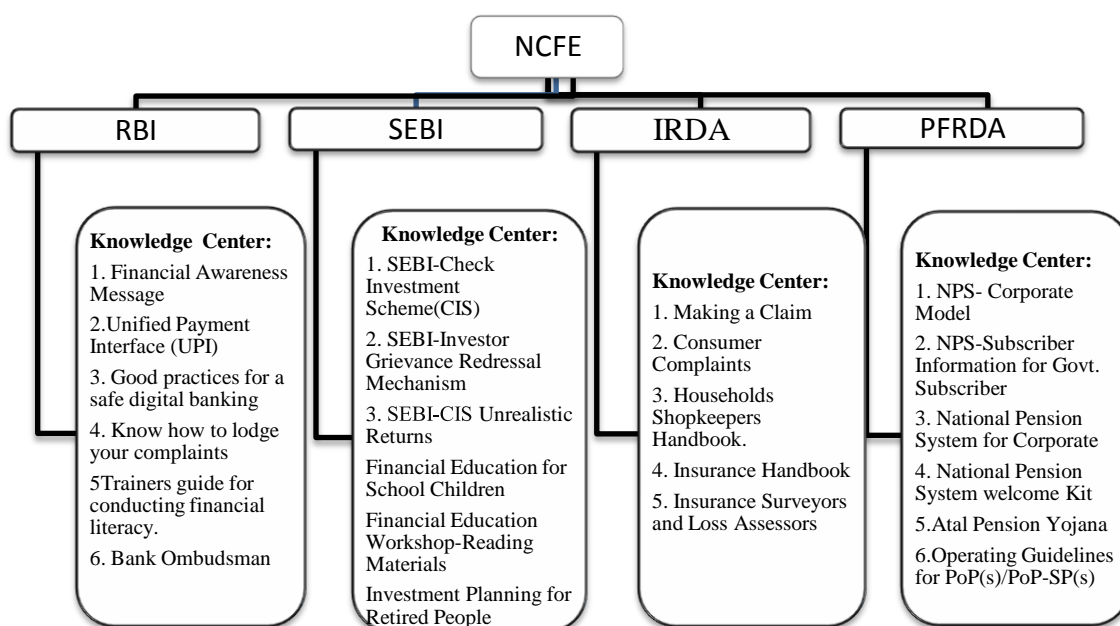 NCFE
RBI
SEBI
IRDA
PFRDA
Knowledge Center:
1. Financial Awareness
Message
2.Unified Payment
Interface (UPI)
3. Good practices for a
safe digital banking
4. Know how to lodge
your complaints
5Trainers guide for
conducting financial
literacy.
6. Bank Ombudsman
Knowledge Center:
1. SEBI-Check
Investment
Scheme(CIS)
2. SEBI-Investor
Grievance Redressal
Mechanism
3. SEBI-CIS Unrealistic
Returns
Financial Education for
School Children
Financial Education
Workshop-Reading
Materials
Investment Planning for
Retired People
Knowledge Center:
1. Making a Claim
2. Consumer
Complaints
3. Households
Shopkeepers
Handbook.
4. Insurance Handbook
5. Insurance Surveyors
and Loss Assessors
Knowledge Center:
1. NPS- Corporate
Model
2. NPS-Subscriber
Information for Govt.
Subscriber
3. National Pension
System for Corporate
4. National Pension
System welcome Kit
5.Atal Pension Yojana
6.Operating Guidelines
for PoP(s)/PoP-SP(s)